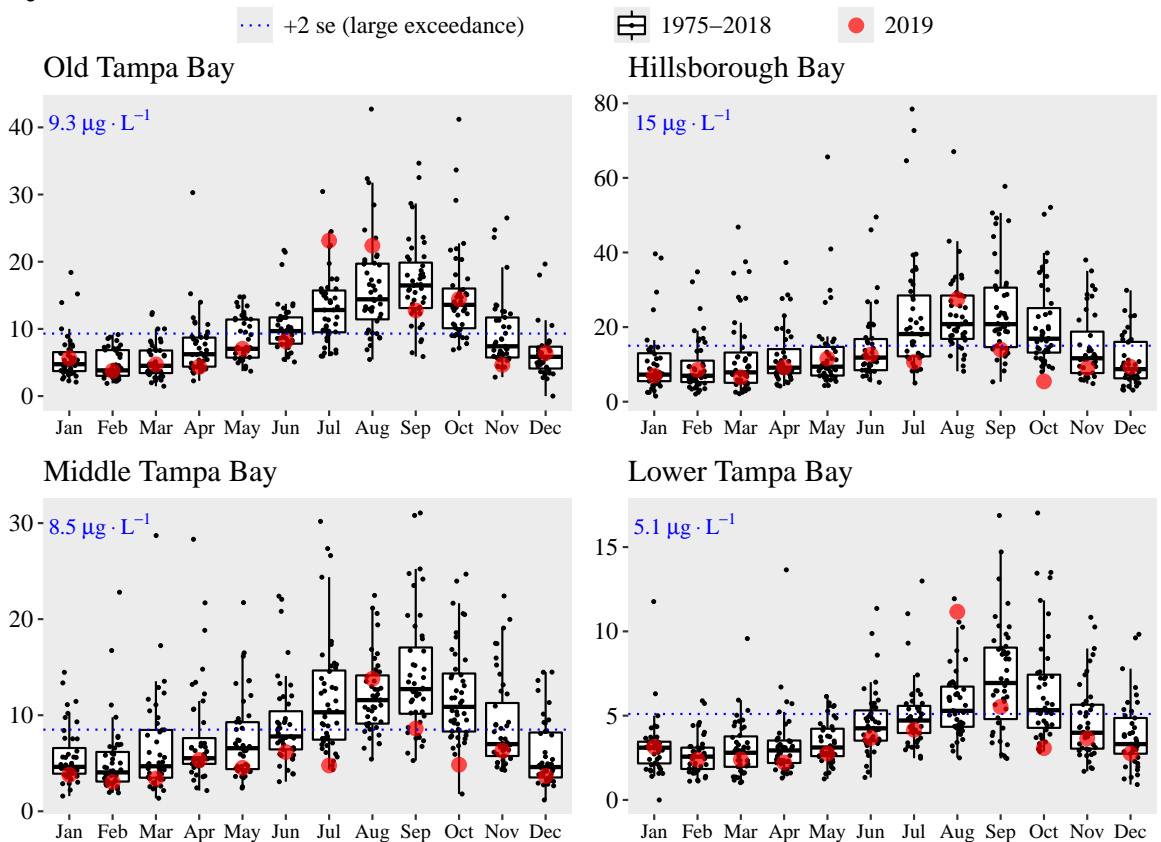 +2 se (large exceedance) 1975–2018 2019
Old Tampa Bay
9.3 μg · L⁻¹
40
30
20
10
0
Jan Feb Mar Apr May Jun Jul Aug Sep Oct Nov Dec
Hillsborough Bay
15 μg · L⁻¹
80
60
40
20
0
Jan Feb Mar Apr May Jun Jul Aug Sep Oct Nov Dec
Middle Tampa Bay
8.5 μg · L⁻¹
30
20
10
0
Jan Feb Mar Apr May Jun Jul Aug Sep Oct Nov Dec
Lower Tampa Bay
5.1 μg · L⁻¹
15
10
5
0
Jan Feb Mar Apr May Jun Jul Aug Sep Oct Nov Dec